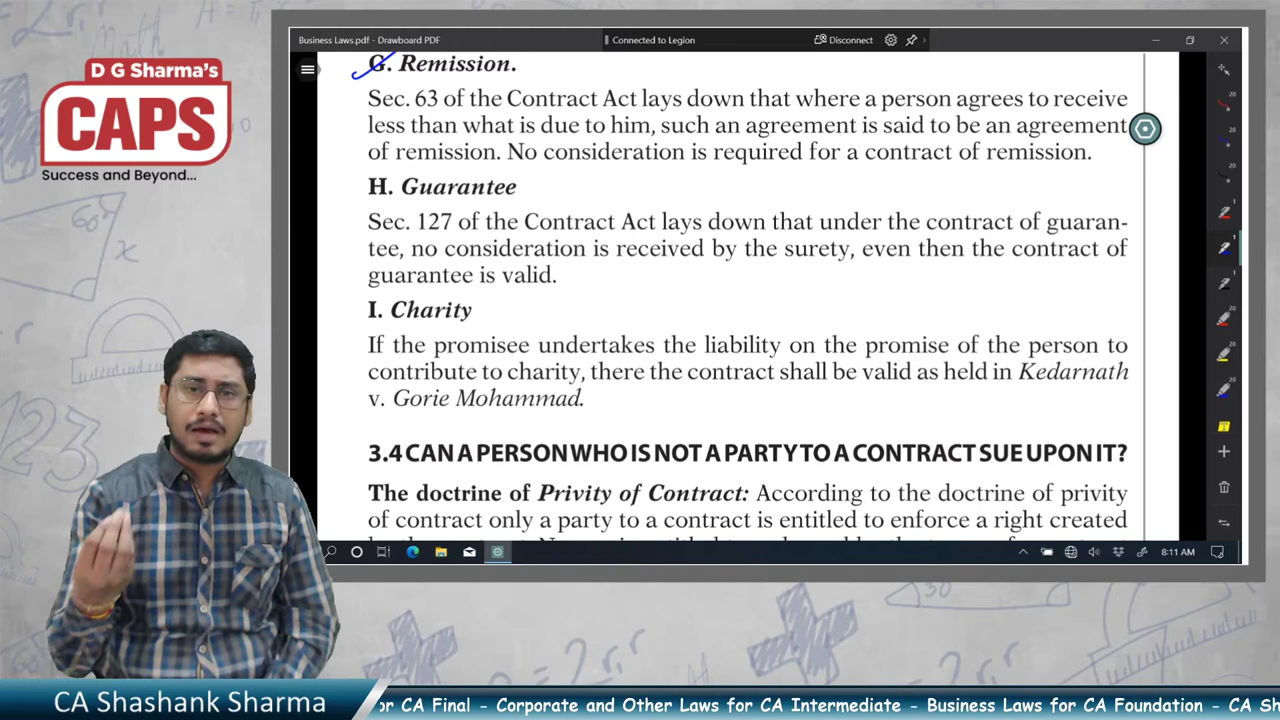 Business Laws.pdf - Drawboard PDF
Connected to Legion
Disconnect
D G Sharma's
CAPS
Success and Beyond...
G. Remission.
Sec. 63 of the Contract Act lays down that where a person agrees to receive
less than what is due to him, such an agreement is said to be an agreement
of remission. No consideration is required for a contract of remission.
H. Guarantee
Sec. 127 of the Contract Act lays down that under the contract of guaran-
tee, no consideration is received by the surety, even then the contract of
guarantee is valid.
I. Charity
If the promisee undertakes the liability on the promise of the person to
contribute to charity, there the contract shall be valid as held in Kedarnath
v. Gorie Mohammad.
3.4 CAN A PERSON WHO IS NOT A PARTY TO A CONTRACT SUE UPON IT?
The doctrine of Privity of Contract: According to the doctrine of privity
of contract only a party to a contract is entitled to enforce a right created
8:11 AM
CA Shashank Sharma
or CA Final - Corporate and Other Laws for CA Intermediate - Business Laws for CA Foundation - CA Sh